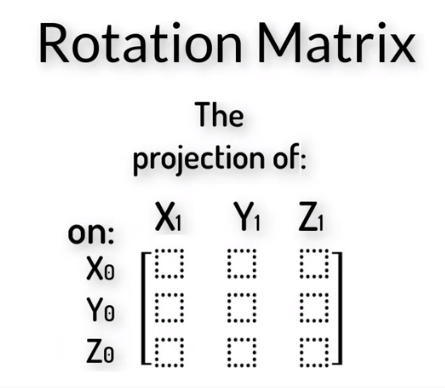 Rotation Matrix
The
projection of:
X1 Y1 Z1
on:
X0
Y0
Z0